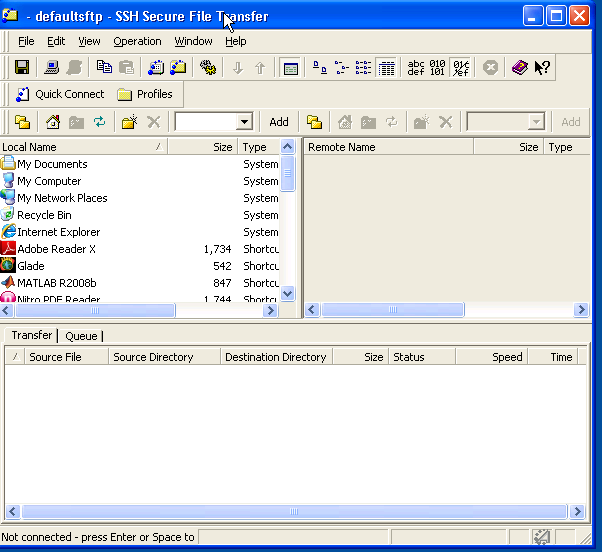 - defaultsftp - SSH Secure File Transfer
File Edit View Operation Window Help
abc def 010 101
Quick Connect Profiles
Add Add
Local Name / Size Type Remote Name Size Type
My Documents System
My Computer System
My Network Places System
Recycle Bin System
Internet Explorer System
Adobe Reader X 1,734 Shortcu
Glade 542 Shortcu
MATLAB R2008b 847 Shortcu
Nitro PDF Reader 1,744 Shortcu
Transfer Queue
/ Source File Source Directory Destination Directory Size Status Speed Time
Not connected - press Enter or Space to